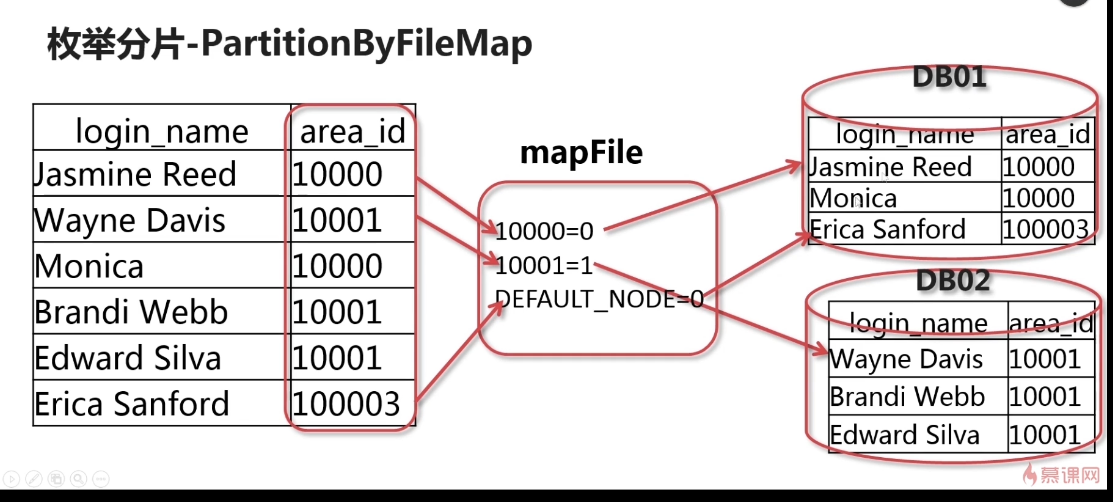 枚举分片-PartitionByFileMap
login_name area_id
Jasmine Reed 10000
Wayne Davis 10001
Monica 10000
Brandi Webb 10001
Edward Silva 10001
Erica Sanford 100003
mapFile
10000=0
10001=1
DEFAULT_NODE=0
DB01
login_name area_id
Jasmine Reed 10000
Monica 10000
Erica Sanford 100003
DB02
login_name area_id
Wayne Davis 10001
Brandi Webb 10001
Edward Silva 10001
慕课网